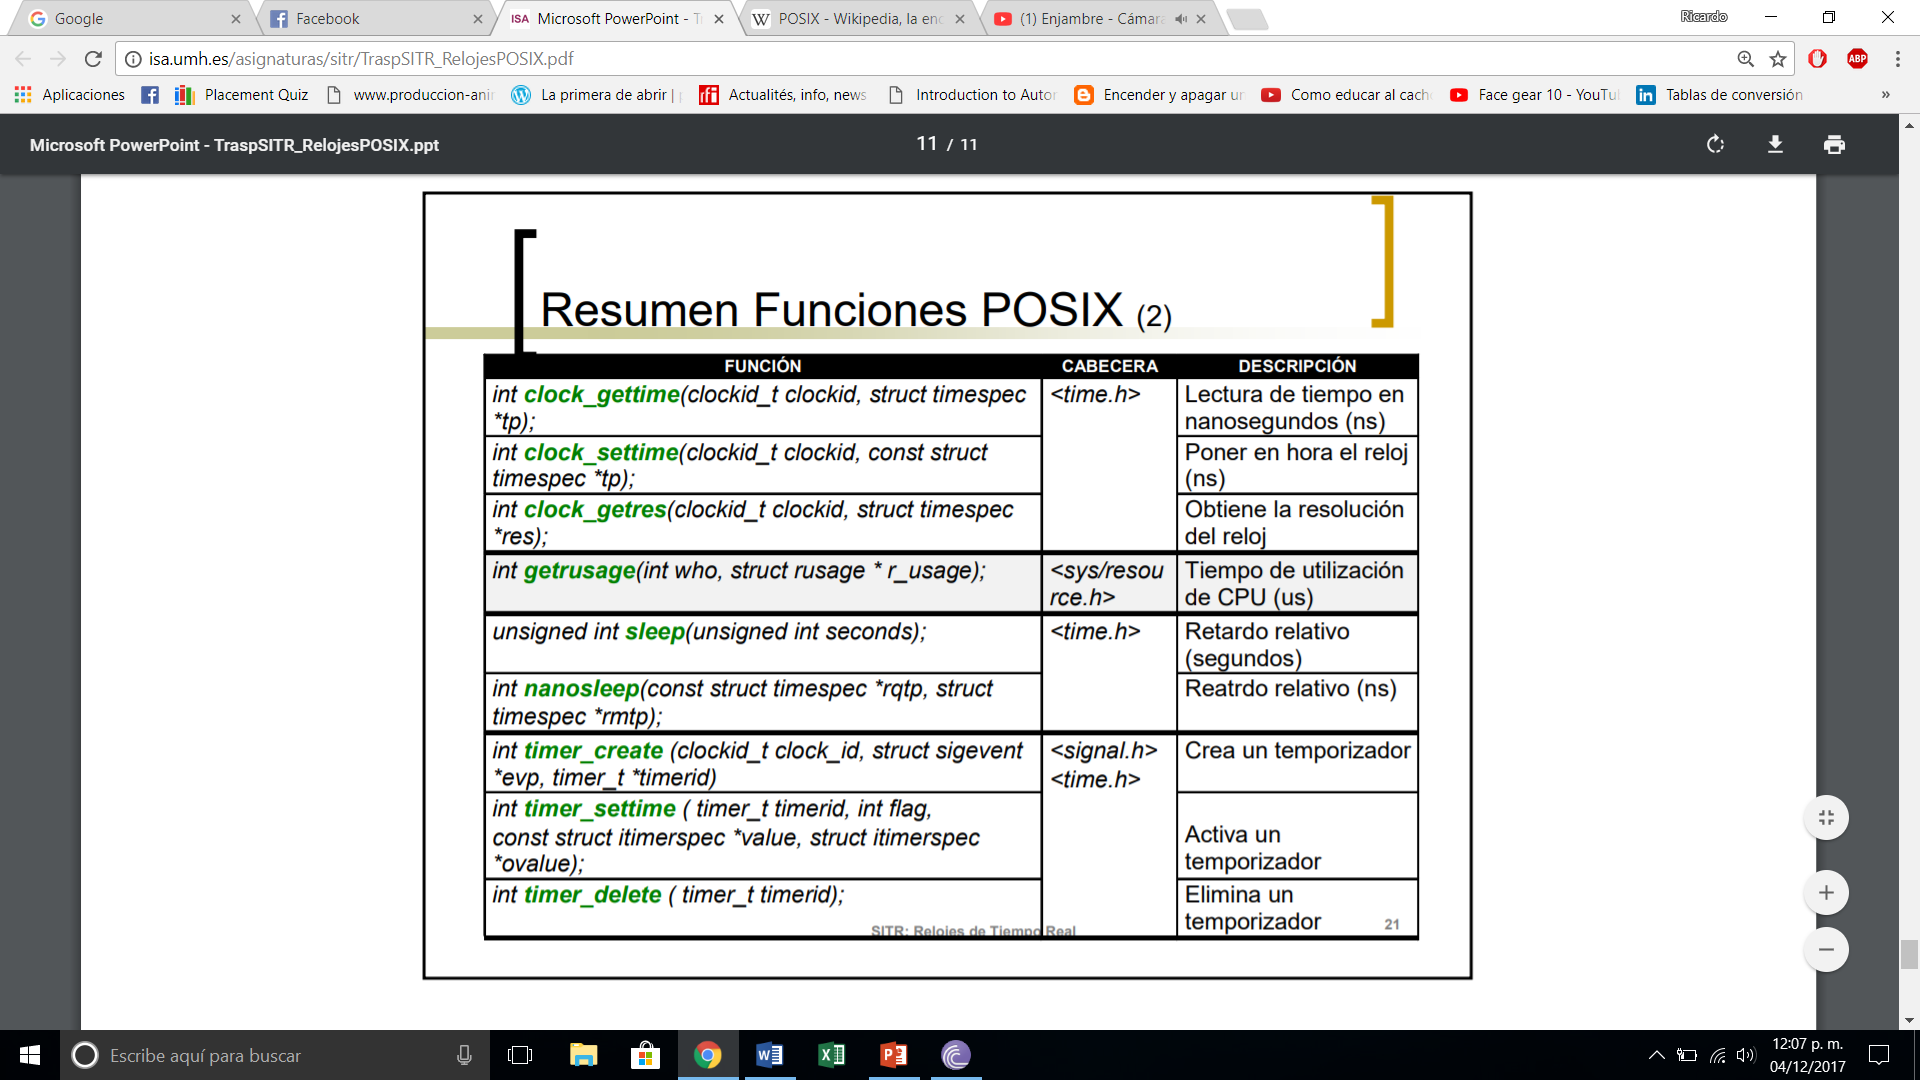 Google
Facebook
ISA Microsoft PowerPoint - T
W POSIX - Wikipedia, la en
(1) Enjambre - Cámara
Ricardo
isa.umh.es/asignaturas/sitr/TraspSITR_RelojesPOSIX.pdf
ABP
Aplicaciones
Placement Quiz
www.produccion-ani
La primera de abrir |
rfi Actualités, info, news
Introduction to Autor
Encender y apagar ur
Como educar al cach
Face gear 10 - YouTu
in Tablas de conversión
»
Microsoft PowerPoint - TraspSITR_RelojesPOSIX.ppt
11 / 11
Resumen Funciones POSIX (2)
FUNCIÓN CABECERA DESCRIPCIÓN
int clock_gettime(clockid_t clockid, struct timespec
*tp);
<time.h>
Lectura de tiempo en
nanosegundos (ns)
int clock_settime(clockid_t clockid, const struct
timespec *tp);
Poner en hora el reloj
(ns)
int clock_getres(clockid_t clockid, struct timespec
*res);
Obtiene la resolución
del reloj
int getrusage(int who, struct rusage * r_usage);
<sys/resou
rce.h>
Tiempo de utilización
de CPU (us)
unsigned int sleep(unsigned int seconds);
<time.h>
Retardo relativo
(segundos)
int nanosleep(const struct timespec *rqtp, struct
timespec *rmtp);
Reatrdo relativo (ns)
int timer_create (clockid_t clock_id, struct sigevent
*evp, timer_t *timerid)
<signal.h>
<time.h>
Crea un temporizador
int timer_settime ( timer_t timerid, int flag,
const struct itimerspec *value, struct itimerspec
*ovalue);
Activa un
temporizador
int timer_delete ( timer_t timerid);
Elimina un
temporizador
SITR: Relojes de Tiempo Real
21
Escribe aquí para buscar
12:07 p. m.
04/12/2017